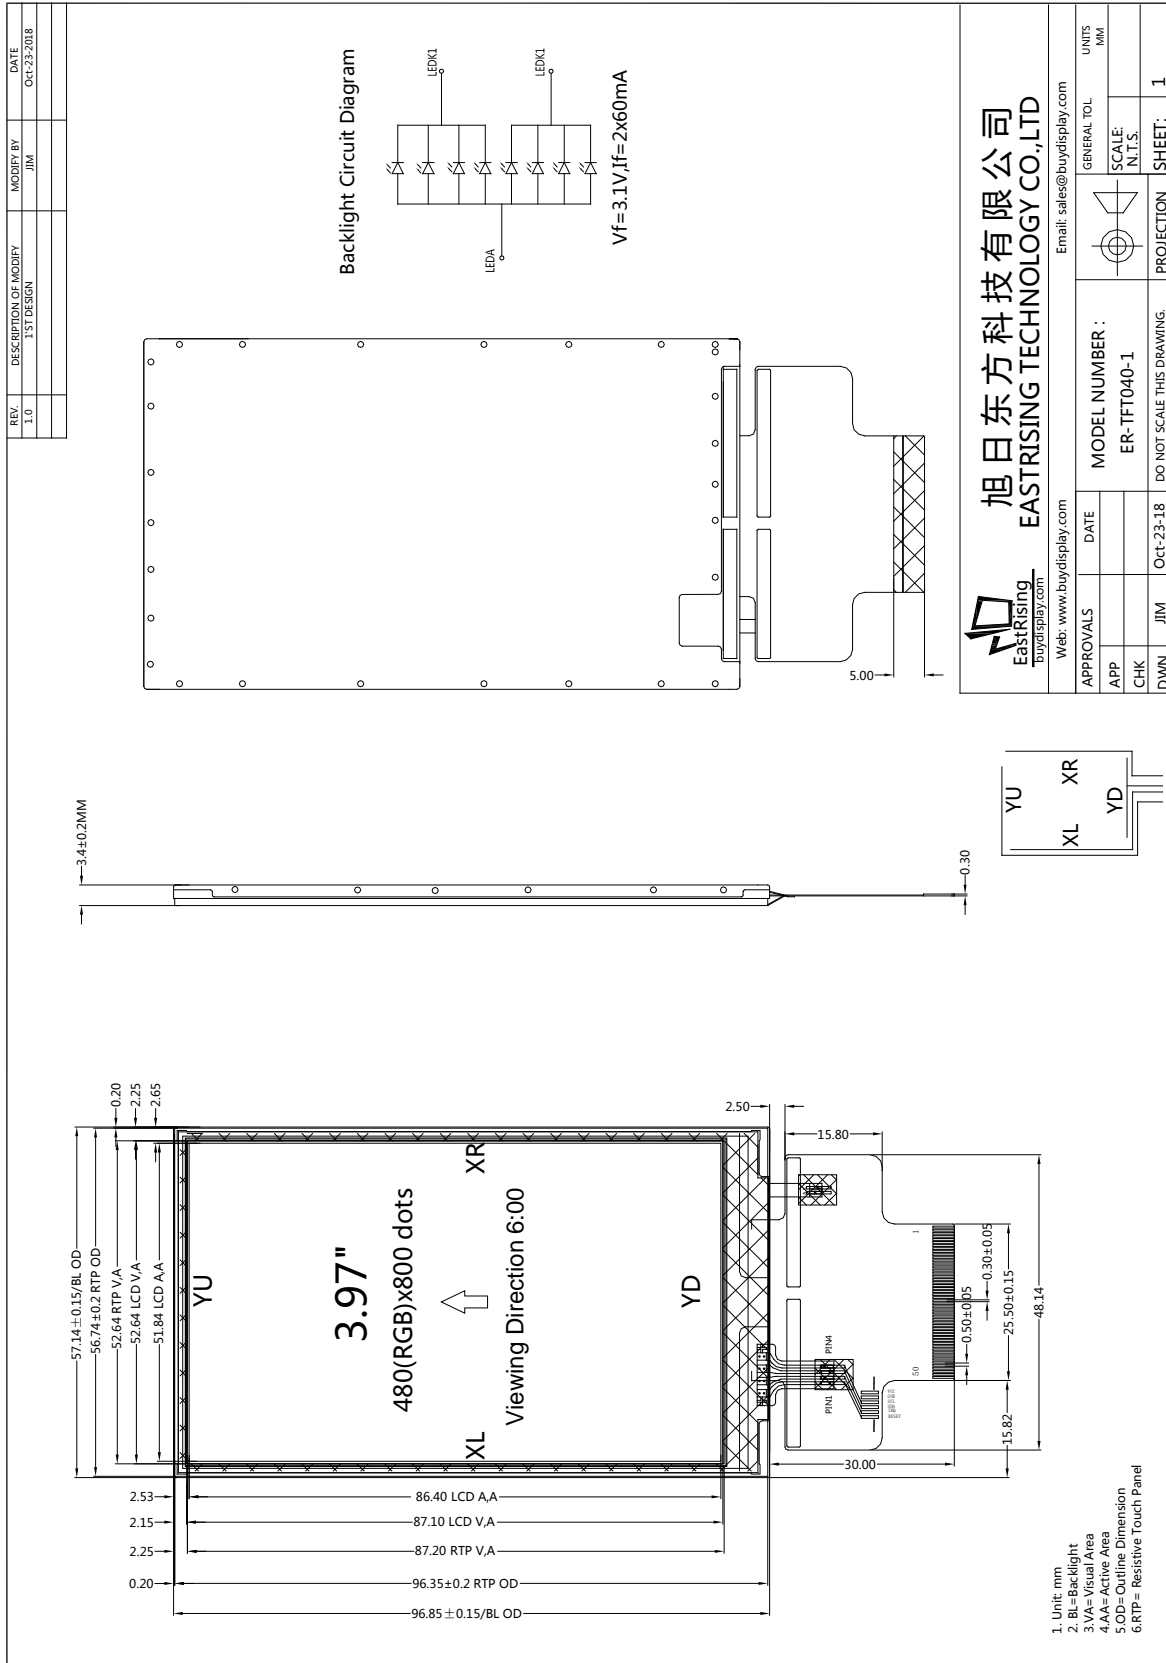 REV.
DESCRIPTION OF MODIFY
MODIFY BY
DATE
1.0
1'ST DESIGN
JIM
Oct-23-2018
Backlight Circuit Diagram
LEDA
LEDK1
LEDK1
Vf=3.1V,If=2x60mA
5.00
3.4±0.2MM
0.30
57.14±0.15/BL OD
56.74±0.2 RTP OD
52.64 RTP V,A
52.64 LCD V,A
51.84 LCD A,A
0.20
2.25
2.65
YU
3.97"
480(RGB)x800 dots
XL
XR
Viewing Direction 6:00
YD
2.53
2.15
2.25
0.20
86.40 LCD A,A
87.10 LCD V,A
87.20 RTP V,A
96.35±0.2 RTP OD
96.85±0.15/BL OD
2.50
15.80
PIN1
PIN4
RESET
50
1
0.50±0.05
0.30±0.05
25.50±0.15
15.82
48.14
30.00
YU
XL
XR
YD
1. Unit: mm
2. BL=Backlight
3.VA=Visual Area
4.AA=Active Area
5.OD=Outline Dimension
6.RTP= Resistive Touch Panel
EastRising
buydisplay.com
旭日东方科技有限公司
EASTRISING TECHNOLOGY CO.,LTD
Web: www.buydisplay.com
Email: sales@buydisplay.com
APPROVALS
DATE
MODEL NUMBER :
GENERAL TOL
UNITS
MM
APP
ER-TFT040-1
SCALE:
N.T.S.
CHK
DWN
JIM
Oct-23-18
DO NOT SCALE THIS DRAWING.
PROJECTION
SHEET:
1